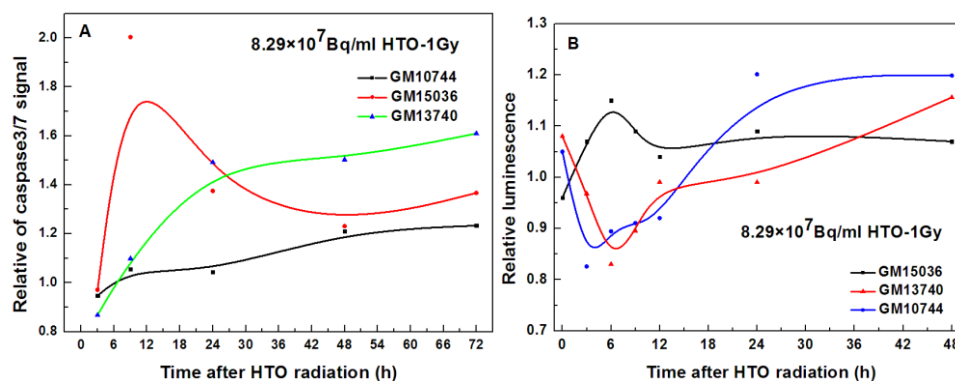 A
8.29×10⁷Bq/ml HTO-1Gy
GM10744
GM15036
GM13740
Relative of caspase3/7 signal
2.0
1.8
1.6
1.4
1.2
1.0
0.8
0 6 12 18 24 30 36 42 48 54 60 66 72
Time after HTO radiation (h)
B
Relative luminescence
1.3
1.2
1.1
1.0
0.9
0.8
0.7
8.29×10⁷Bq/ml HTO-1Gy
GM15036
GM13740
GM10744
0 6 12 18 24 30 36 42 48
Time after HTO radiation (h)